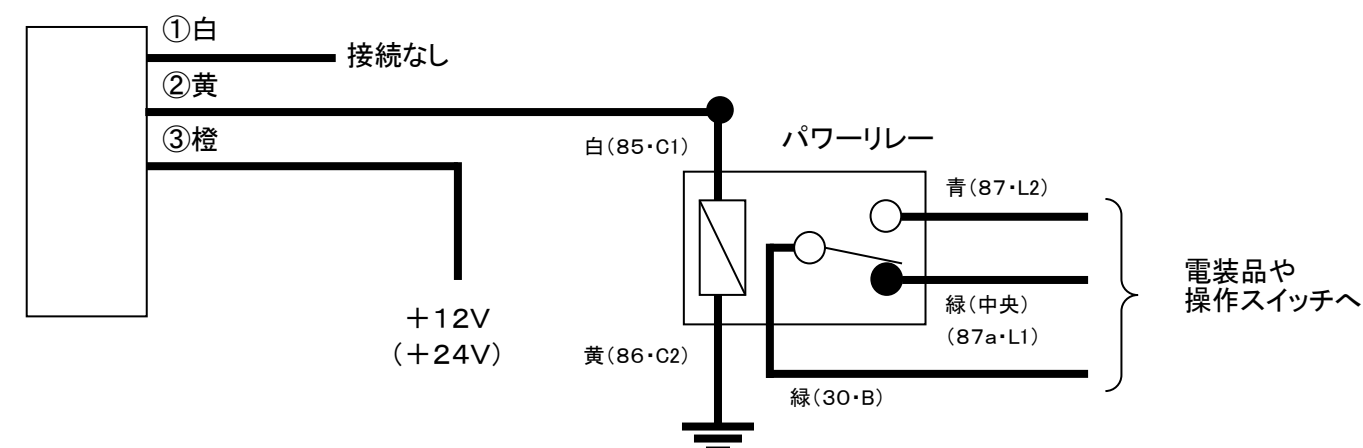 ①白
接続なし
②黄
③橙
白(85・C1)
パワーリレー
青(87・L2)
電装品や
操作スイッチへ
緑(中央)
(87a・L1)
+12V
(+24V)
黄(86・C2)
緑(30・B)